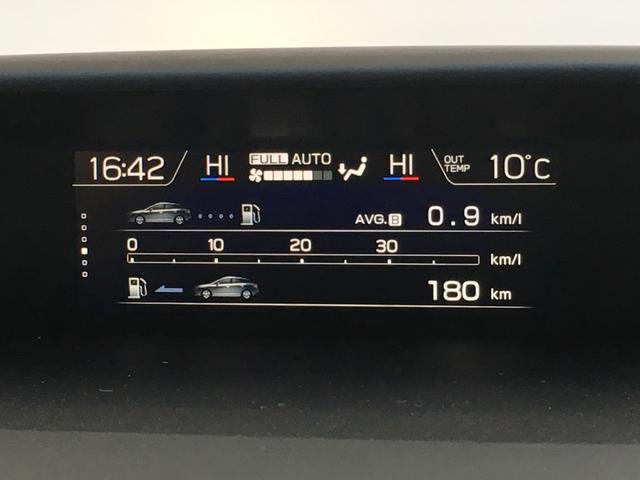 16:42 HI FULL AUTO HI OUT TEMP 10°C
AVG. B 0.9 km/l
0 10 20 30 km/l
180 km